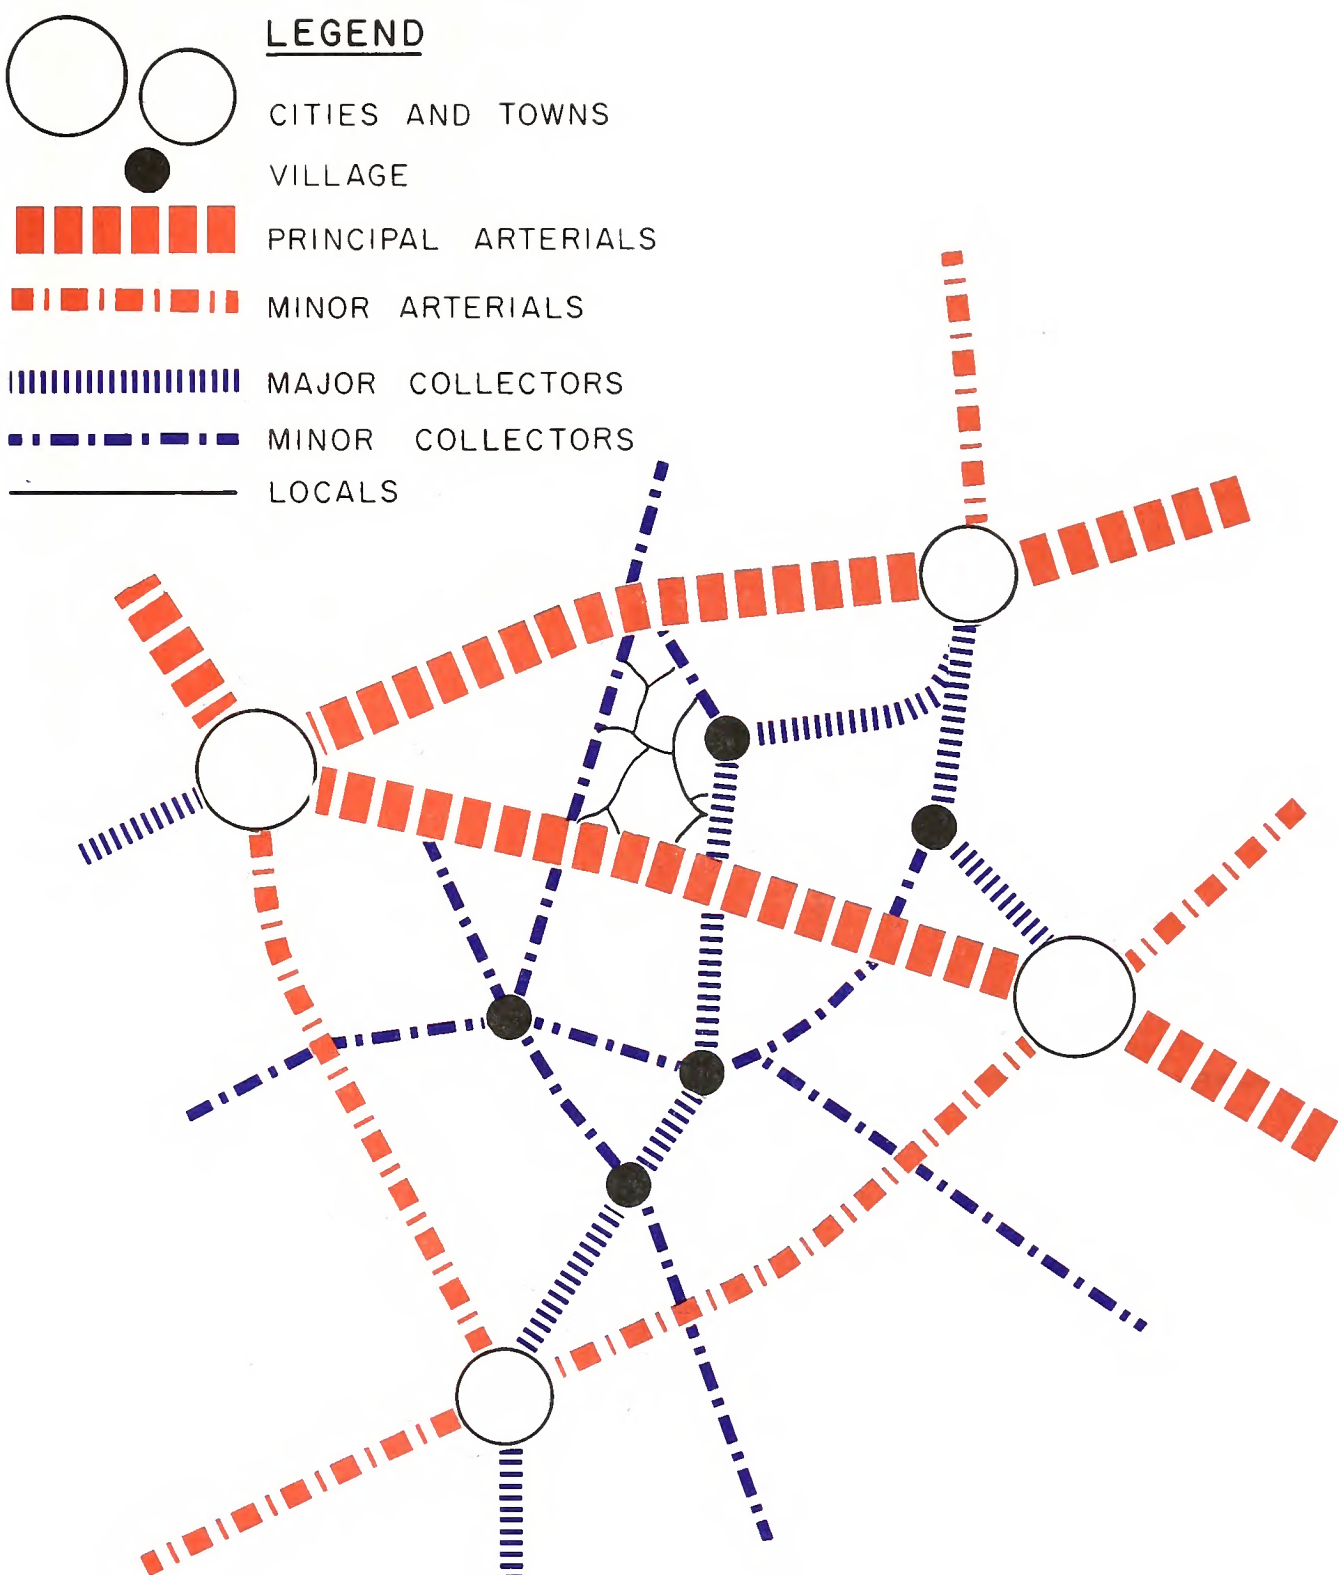 LEGEND
CITIES AND TOWNS
VILLAGE
PRINCIPAL ARTERIALS
MINOR ARTERIALS
MAJOR COLLECTORS
MINOR COLLECTORS
LOCALS